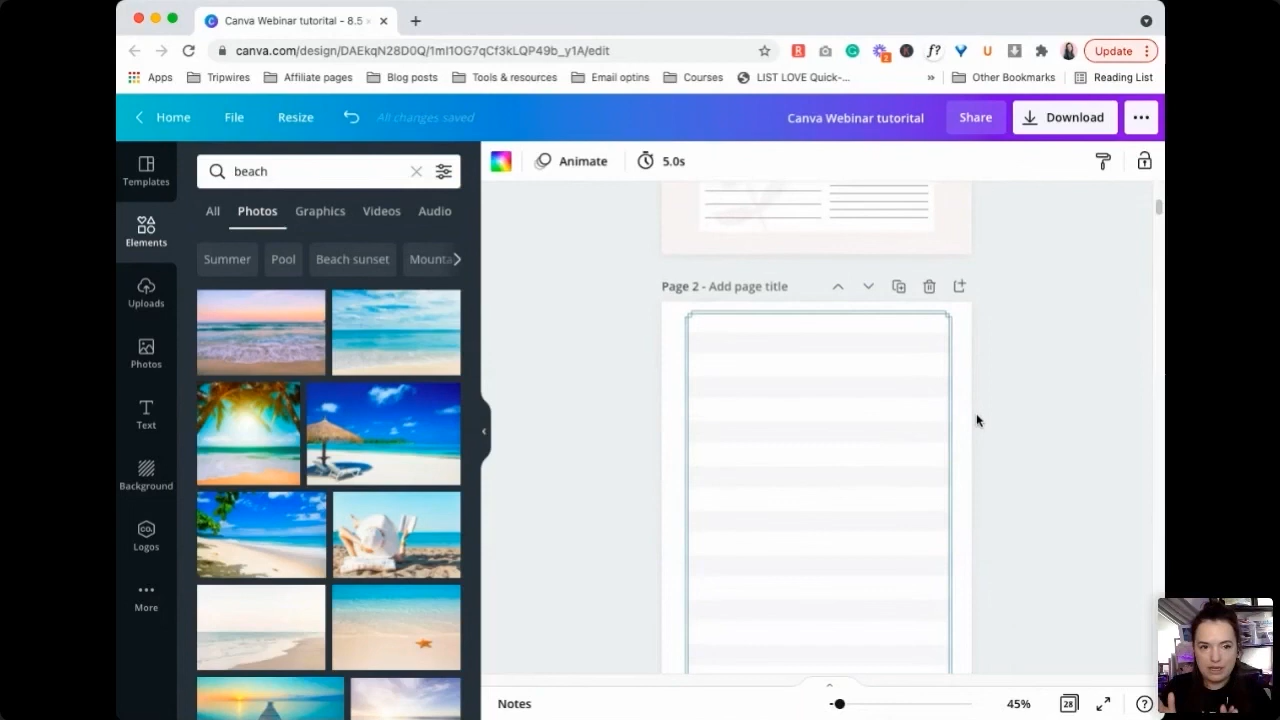 Canva Webinar tutorital - 8.5 ×
canva.com/design/DAEkqN28D0Q/1mI1OG7qCf3kLQP49b_y1A/edit
Update
Apps
Tripwires
Affiliate pages
Blog posts
Tools & resources
Email optins
Courses
LIST LOVE Quick-...
»
Other Bookmarks
Reading List
Home
File
Resize
All changes saved
Canva Webinar tutorital
Share
Download
Templates
Elements
Uploads
Photos
Text
Background
Logos
More
beach
All
Photos
Graphics
Videos
Audio
Summer
Pool
Beach sunset
Mounta
Animate
5.0s
Page 2 - Add page title
Notes
45%
28